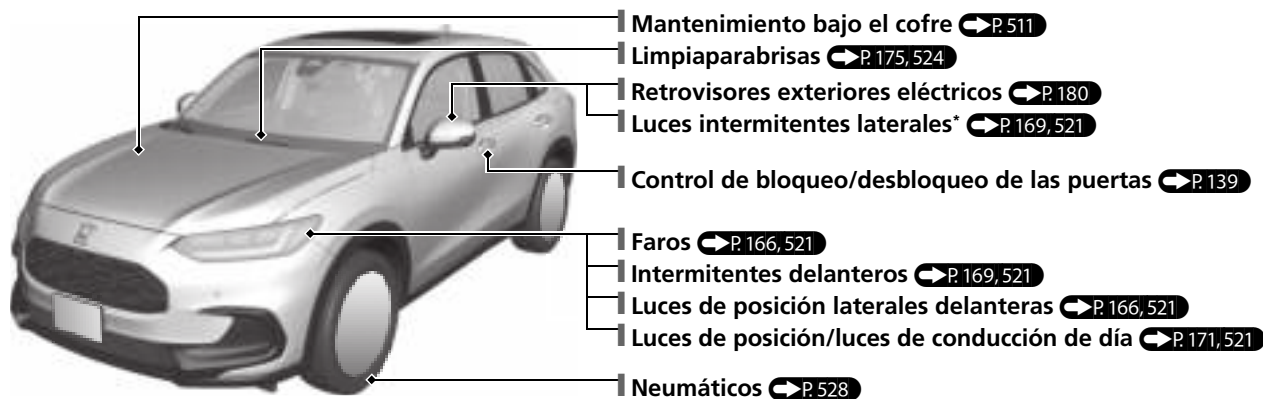 Mantenimiento bajo el cofre P. 511
Limpiaparabrisas P. 175, 524
Retrovisores exteriores eléctricos P. 180
Luces intermitentes laterales* P. 169, 521
Control de bloqueo/desbloqueo de las puertas P. 139
Faros P. 166, 521
Intermitentes delanteros P. 169, 521
Luces de posición laterales delanteras P. 166, 521
Luces de posición/luces de conducción de día P. 171, 521
Neumáticos P. 528